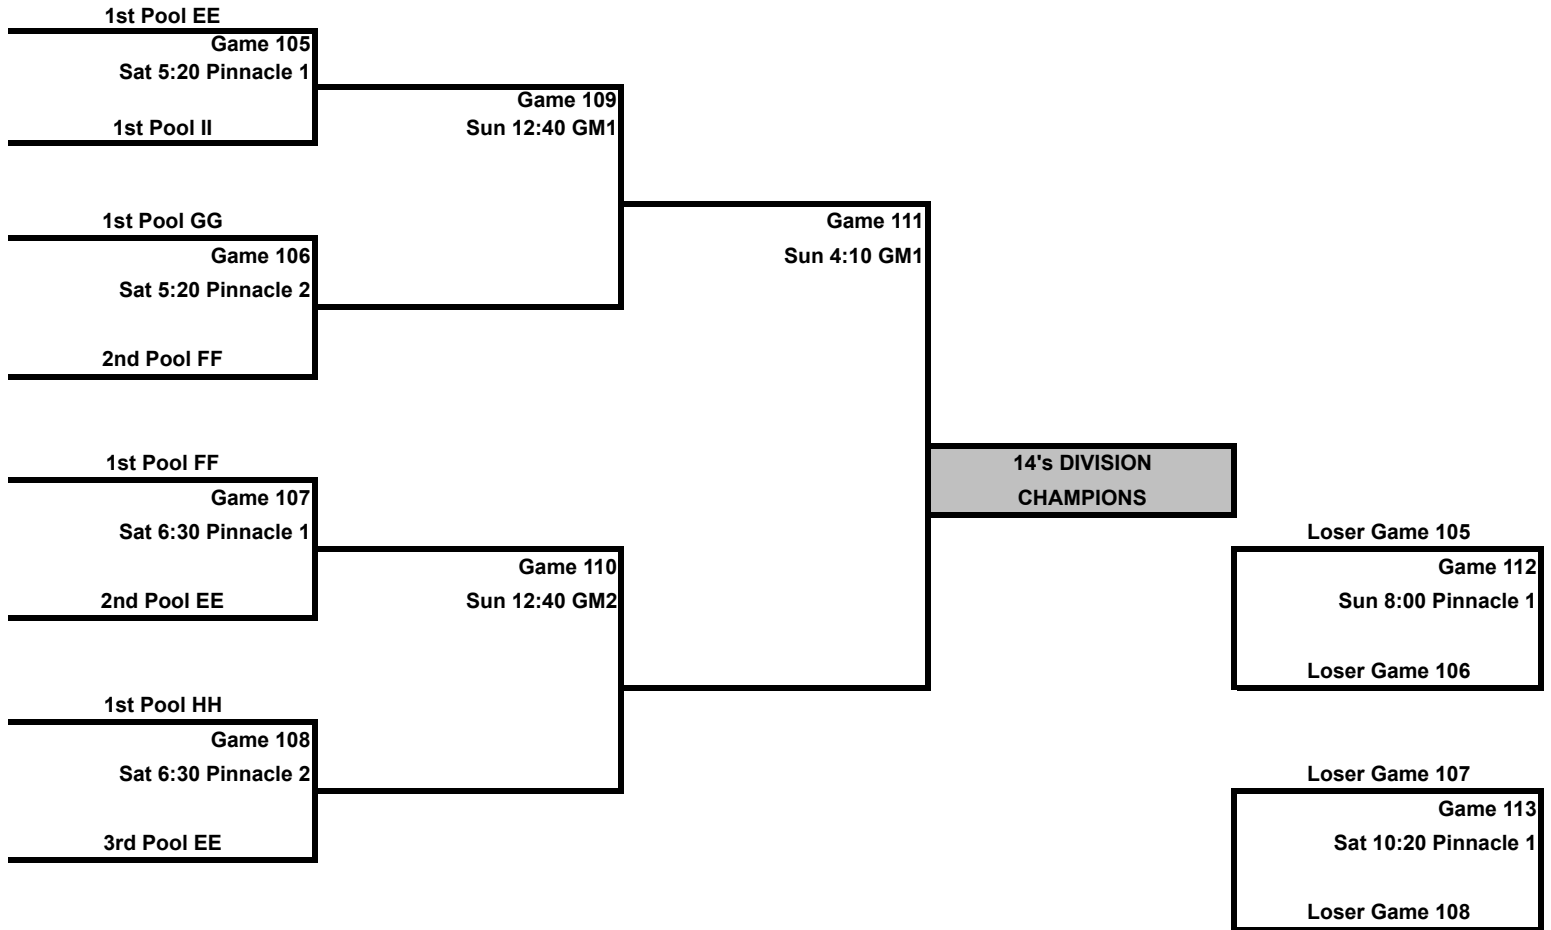 1st Pool EE
Game 105
Sat 5:20 Pinnacle 1
1st Pool II
Game 109
Sun 12:40 GM1
1st Pool GG
Game 106
Sat 5:20 Pinnacle 2
2nd Pool FF
Game 111
Sun 4:10 GM1
1st Pool FF
Game 107
Sat 6:30 Pinnacle 1
2nd Pool EE
Game 110
Sun 12:40 GM2
1st Pool HH
Game 108
Sat 6:30 Pinnacle 2
3rd Pool EE
14's DIVISION
CHAMPIONS
Loser Game 105
Game 112
Sun 8:00 Pinnacle 1
Loser Game 106
Loser Game 107
Game 113
Sat 10:20 Pinnacle 1
Loser Game 108